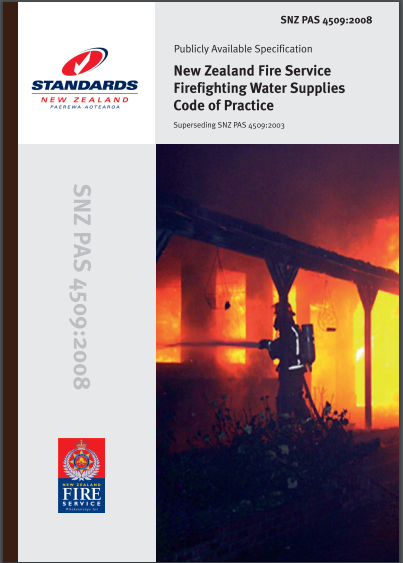 SNZ PAS 4509:2008
Publicly Available Specification
New Zealand Fire Service
Firefighting Water Supplies
Code of Practice
Superseding SNZ PAS 4509:2003
STANDARDS
NEW ZEALAND
PAEREWA AOTEAROA
SNZ PAS 4509:2008
NEW ZEALAND
FIRE
SERVICE